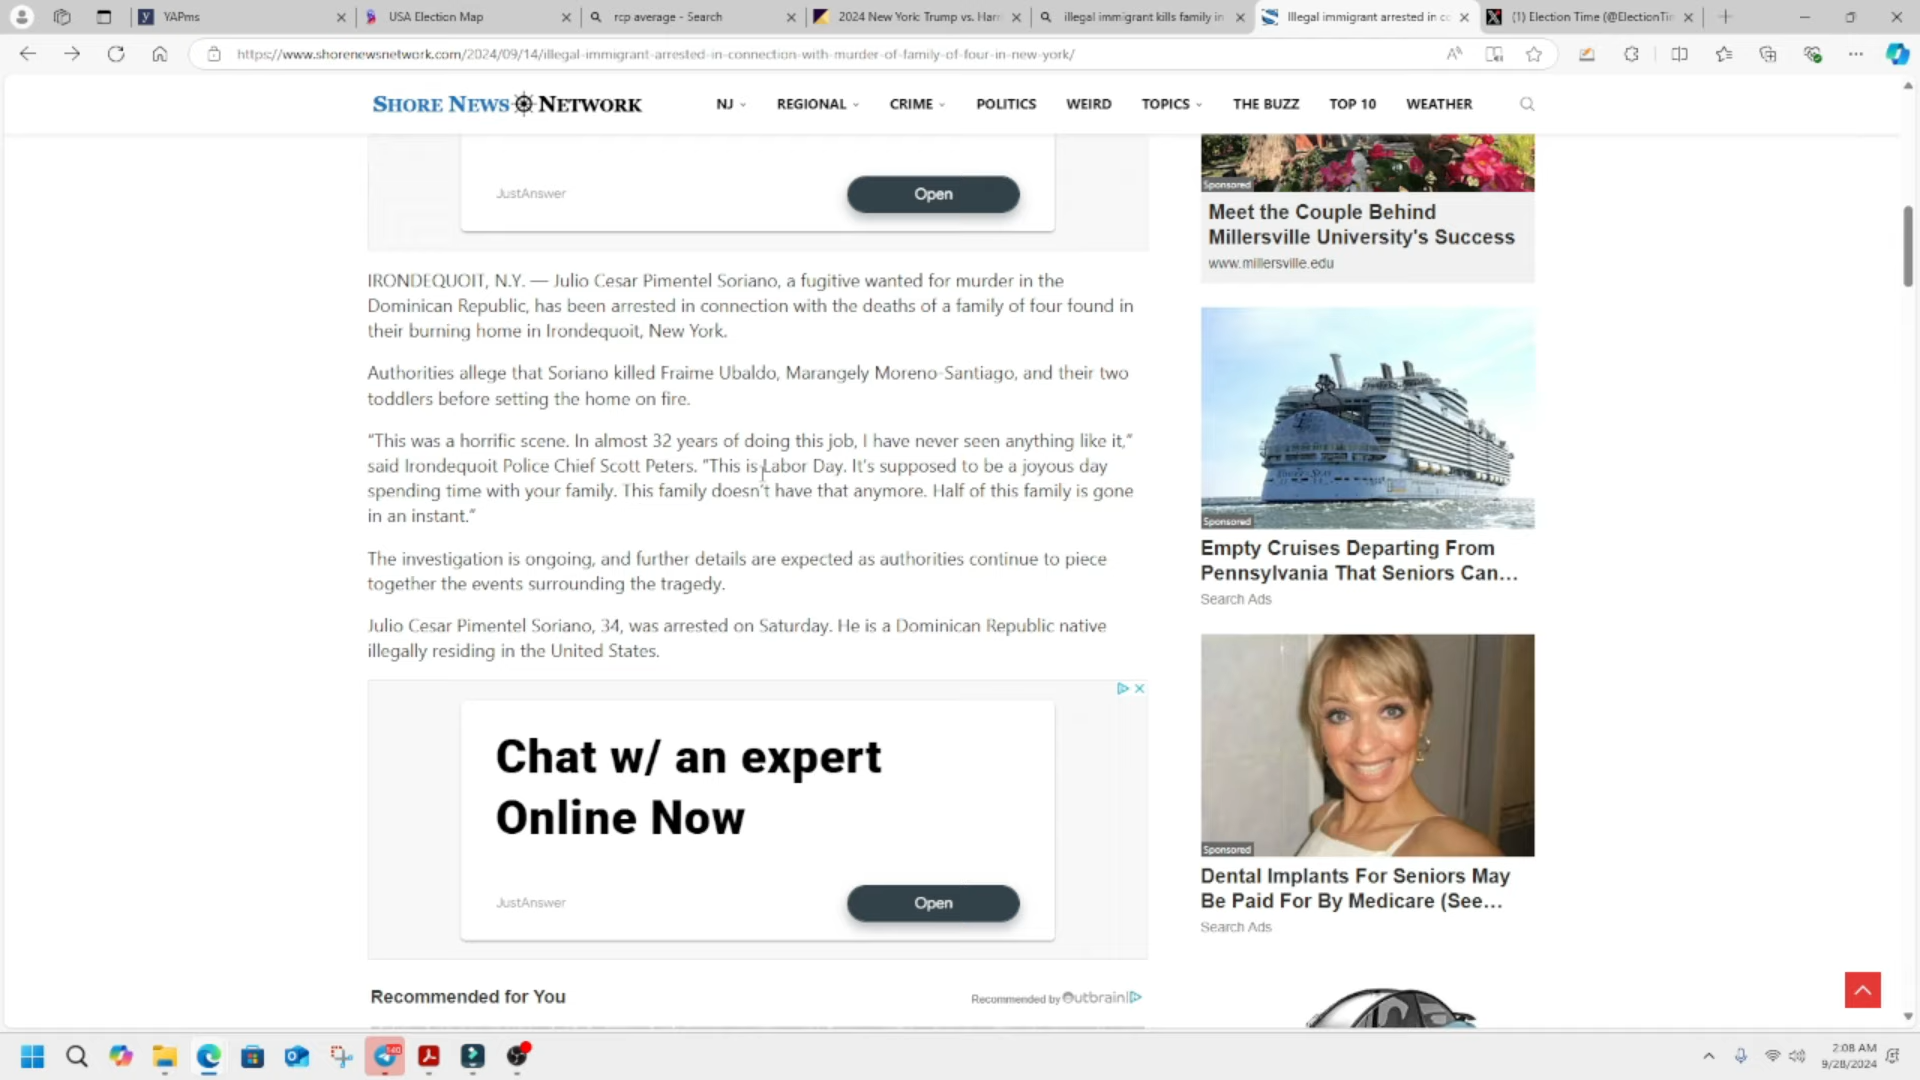 YAPms
USA Election Map
rcp average - Search
2024 New York: Trump vs. Harr
illegal immigrant kills family in
Illegal immigrant arrested in co
(1) Election Time (@ElectionTin
https://www.shorenewsnetwork.com/2024/09/14/illegal-immigrant-arrested-in-connection-with-murder-of-family-of-four-in-new-york/
SHORE NEWS NETWORK
NJ
REGIONAL
CRIME
POLITICS
WEIRD
TOPICS
THE BUZZ
TOP 10
WEATHER
JustAnswer
Open
Sponsored
Meet the Couple Behind
Millersville University's Success
www.millersville.edu
IRONDEQUOIT, N.Y. — Julio Cesar Pimentel Soriano, a fugitive wanted for murder in the
Dominican Republic, has been arrested in connection with the deaths of a family of four found in
their burning home in Irondequoit, New York.
Authorities allege that Soriano killed Fraime Ubaldo, Marangely Moreno-Santiago, and their two
toddlers before setting the home on fire.
“This was a horrific scene. In almost 32 years of doing this job, I have never seen anything like it,”
said Irondequoit Police Chief Scott Peters. “This is Labor Day. It’s supposed to be a joyous day
spending time with your family. This family doesn’t have that anymore. Half of this family is gone
in an instant.”
The investigation is ongoing, and further details are expected as authorities continue to piece
together the events surrounding the tragedy.
Julio Cesar Pimentel Soriano, 34, was arrested on Saturday. He is a Dominican Republic native
illegally residing in the United States.
Sponsored
Empty Cruises Departing From
Pennsylvania That Seniors Can...
Search Ads
Chat w/ an expert
Online Now
JustAnswer
Open
Sponsored
Dental Implants For Seniors May
Be Paid For By Medicare (See...
Search Ads
Recommended for You
Recommended by Outbrain
2:08 AM
9/28/2024